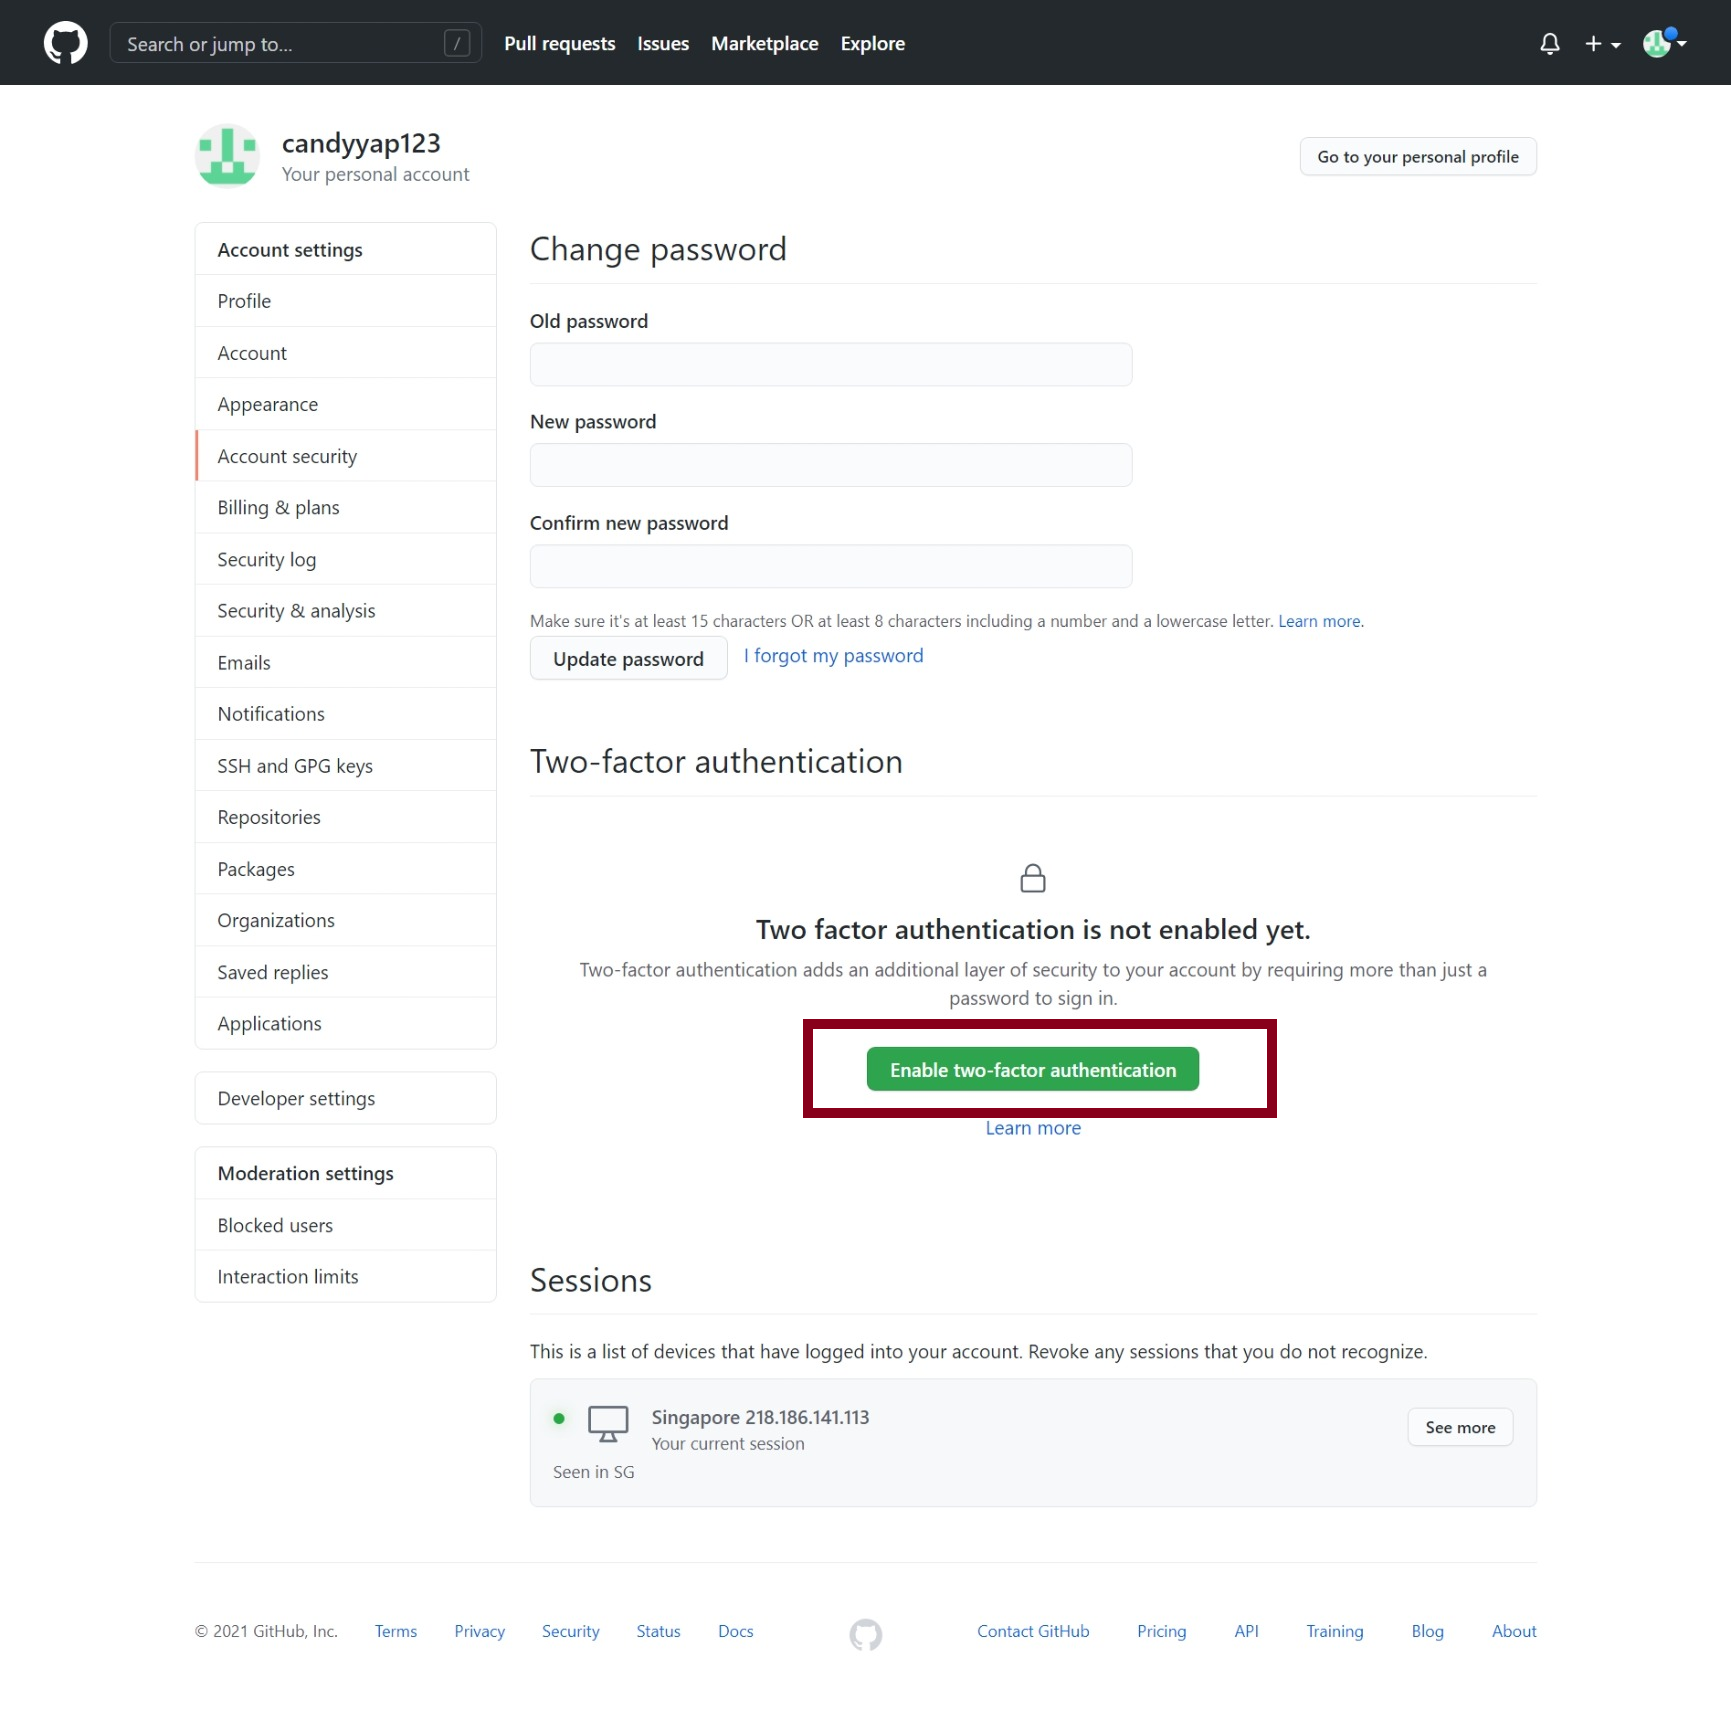 Search or jump to...
/
Pull requests
Issues
Marketplace
Explore
candyyap123
Your personal account
Go to your personal profile
Account settings
Profile
Account
Appearance
Account security
Billing & plans
Security log
Security & analysis
Emails
Notifications
SSH and GPG keys
Repositories
Packages
Organizations
Saved replies
Applications
Developer settings
Moderation settings
Blocked users
Interaction limits
Change password
Old password
New password
Confirm new password
Make sure it's at least 15 characters OR at least 8 characters including a number and a lowercase letter. Learn more.
Update password
I forgot my password
Two-factor authentication
Two factor authentication is not enabled yet.
Two-factor authentication adds an additional layer of security to your account by requiring more than just a
password to sign in.
Enable two-factor authentication
Learn more
Sessions
This is a list of devices that have logged into your account. Revoke any sessions that you do not recognize.
Singapore 218.186.141.113
Your current session
Seen in SG
See more
© 2021 GitHub, Inc.
Terms
Privacy
Security
Status
Docs
Contact GitHub
Pricing
API
Training
Blog
About